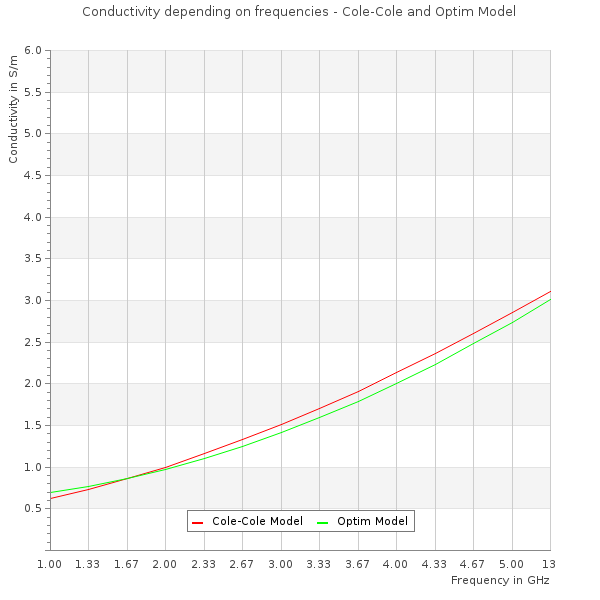 Conductivity depending on frequencies - Cole-Cole and Optim Model
Conductivity in S/m
6.0
5.5
5.0
4.5
4.0
3.5
3.0
2.5
2.0
1.5
1.0
0.5
Cole-Cole Model Optim Model
1.00 1.33 1.67 2.00 2.33 2.67 3.00 3.33 3.67 4.00 4.33 4.67 5.00 13
Frequency in GHz